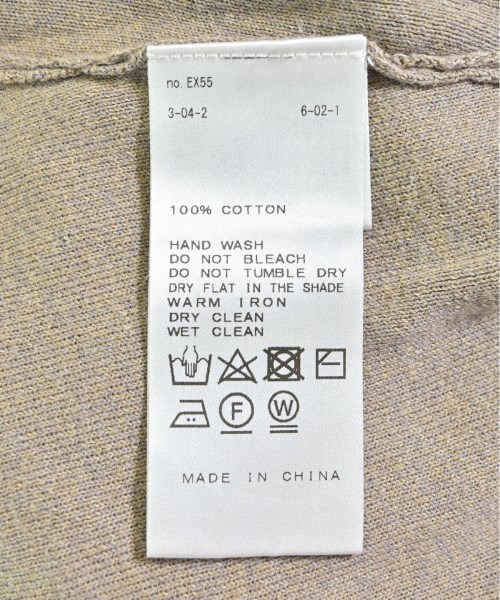 no. EX55
3-04-2 6-02-1
100% COTTON
HAND WASH
DO NOT BLEACH
DO NOT TUMBLE DRY
DRY FLAT IN THE SHADE
WARM IRON
DRY CLEAN
WET CLEAN
F W
MADE IN CHINA